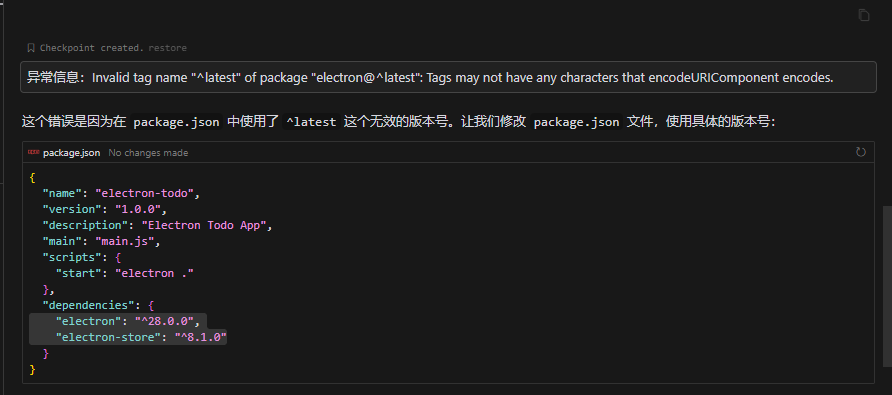 Checkpoint created. restore
异常信息：Invalid tag name "^latest" of package "electron@^latest": Tags may not have any characters that encodeURIComponent encodes.
这个错误是因为在 package.json 中使用了 ^latest 这个无效的版本号。让我们修改 package.json 文件，使用具体的版本号：
package.json No changes made
{
"name": "electron-todo",
"version": "1.0.0",
"description": "Electron Todo App",
"main": "main.js",
"scripts": {
"start": "electron ."
},
"dependencies": {
"electron": "^28.0.0",
"electron-store": "^8.1.0"
}
}